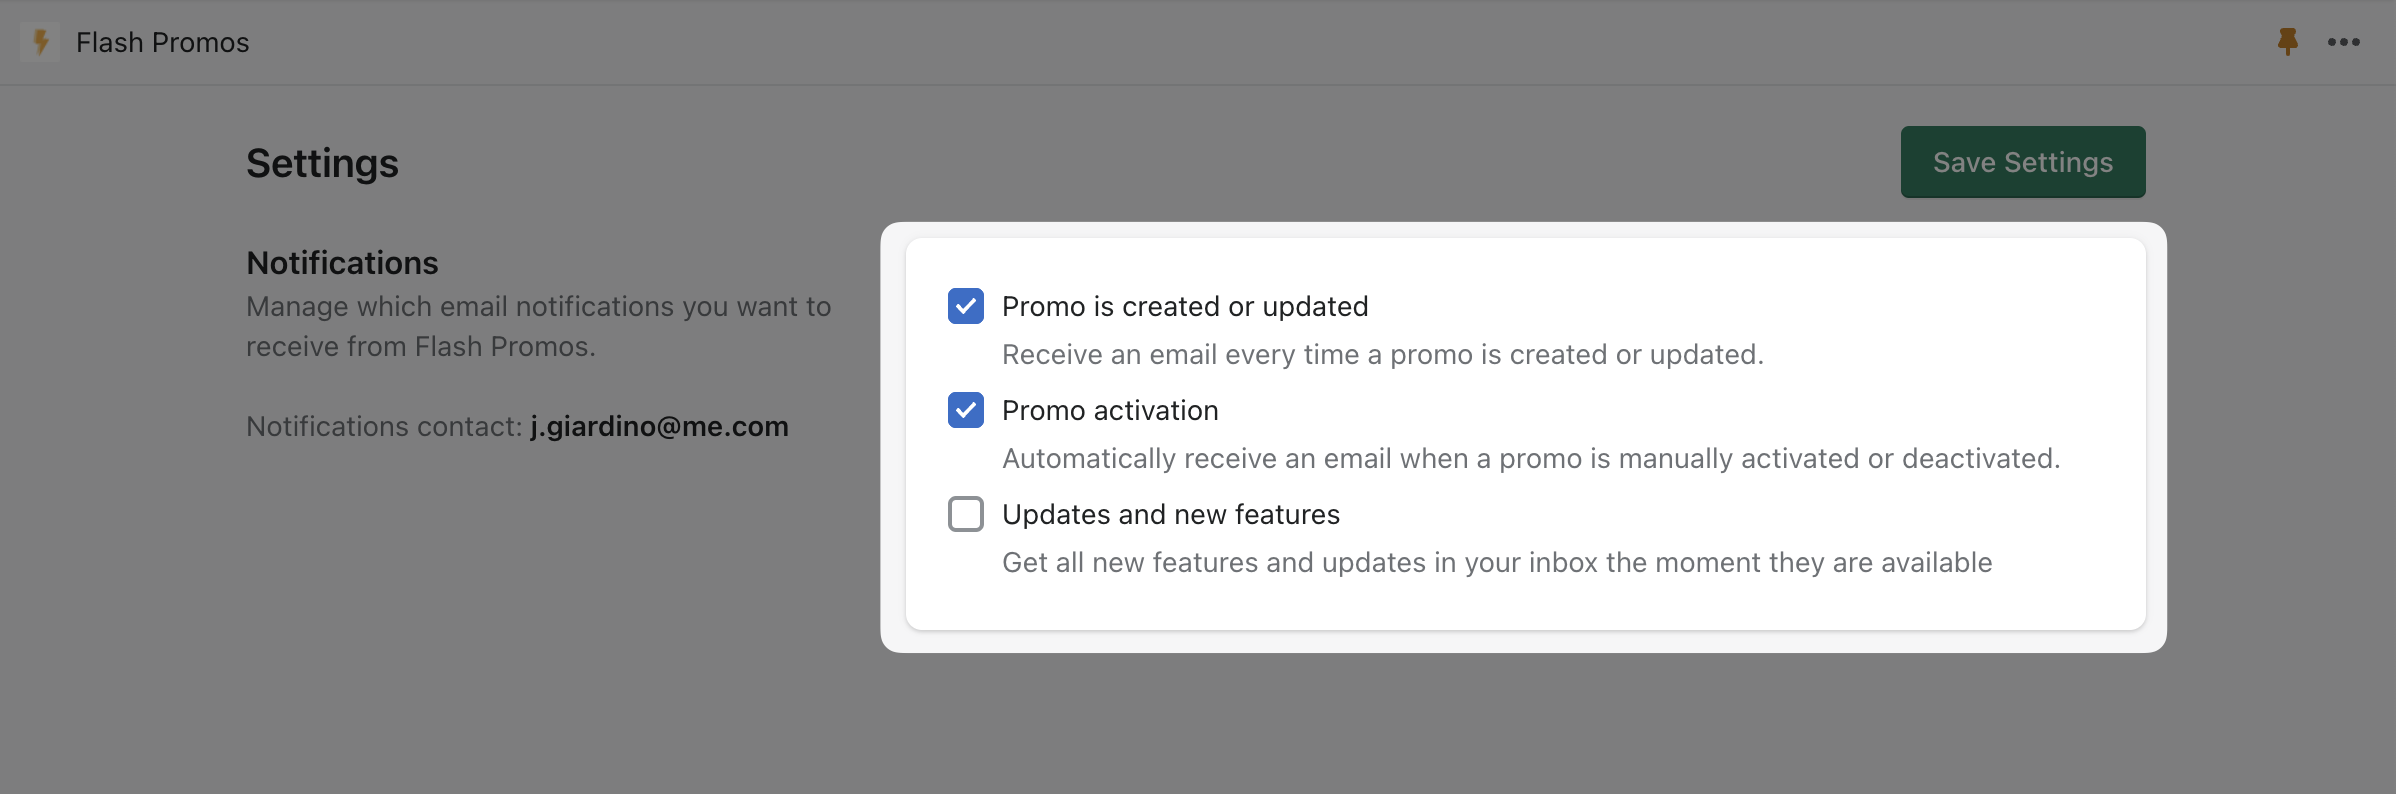 Flash Promos
Settings
Save Settings
Notifications
Manage which email notifications you want to
receive from Flash Promos.
Notifications contact: j.giardino@me.com
Promo is created or updated
Receive an email every time a promo is created or updated.
Promo activation
Automatically receive an email when a promo is manually activated or deactivated.
Updates and new features
Get all new features and updates in your inbox the moment they are available